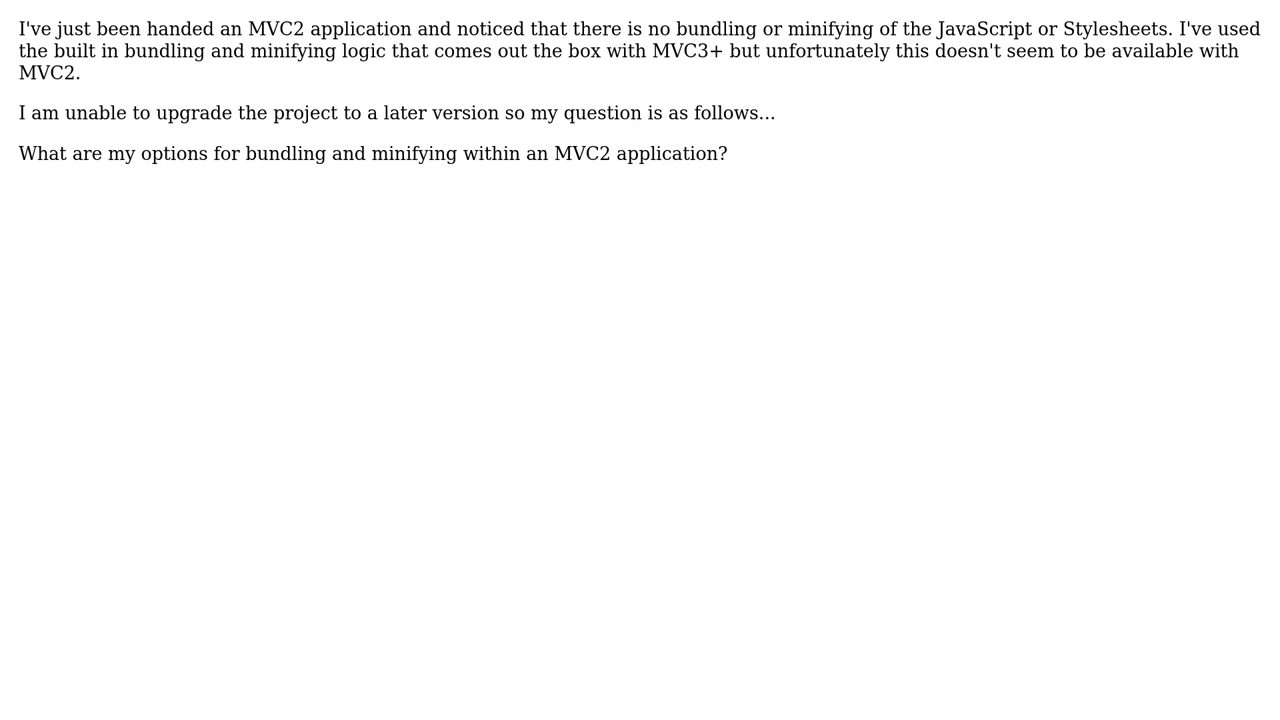 I've just been handed an MVC2 application and noticed that there is no bundling or minifying of the JavaScript or Stylesheets. I've used
the built in bundling and minifying logic that comes out the box with MVC3+ but unfortunately this doesn't seem to be available with
MVC2.
I am unable to upgrade the project to a later version so my question is as follows...
What are my options for bundling and minifying within an MVC2 application?